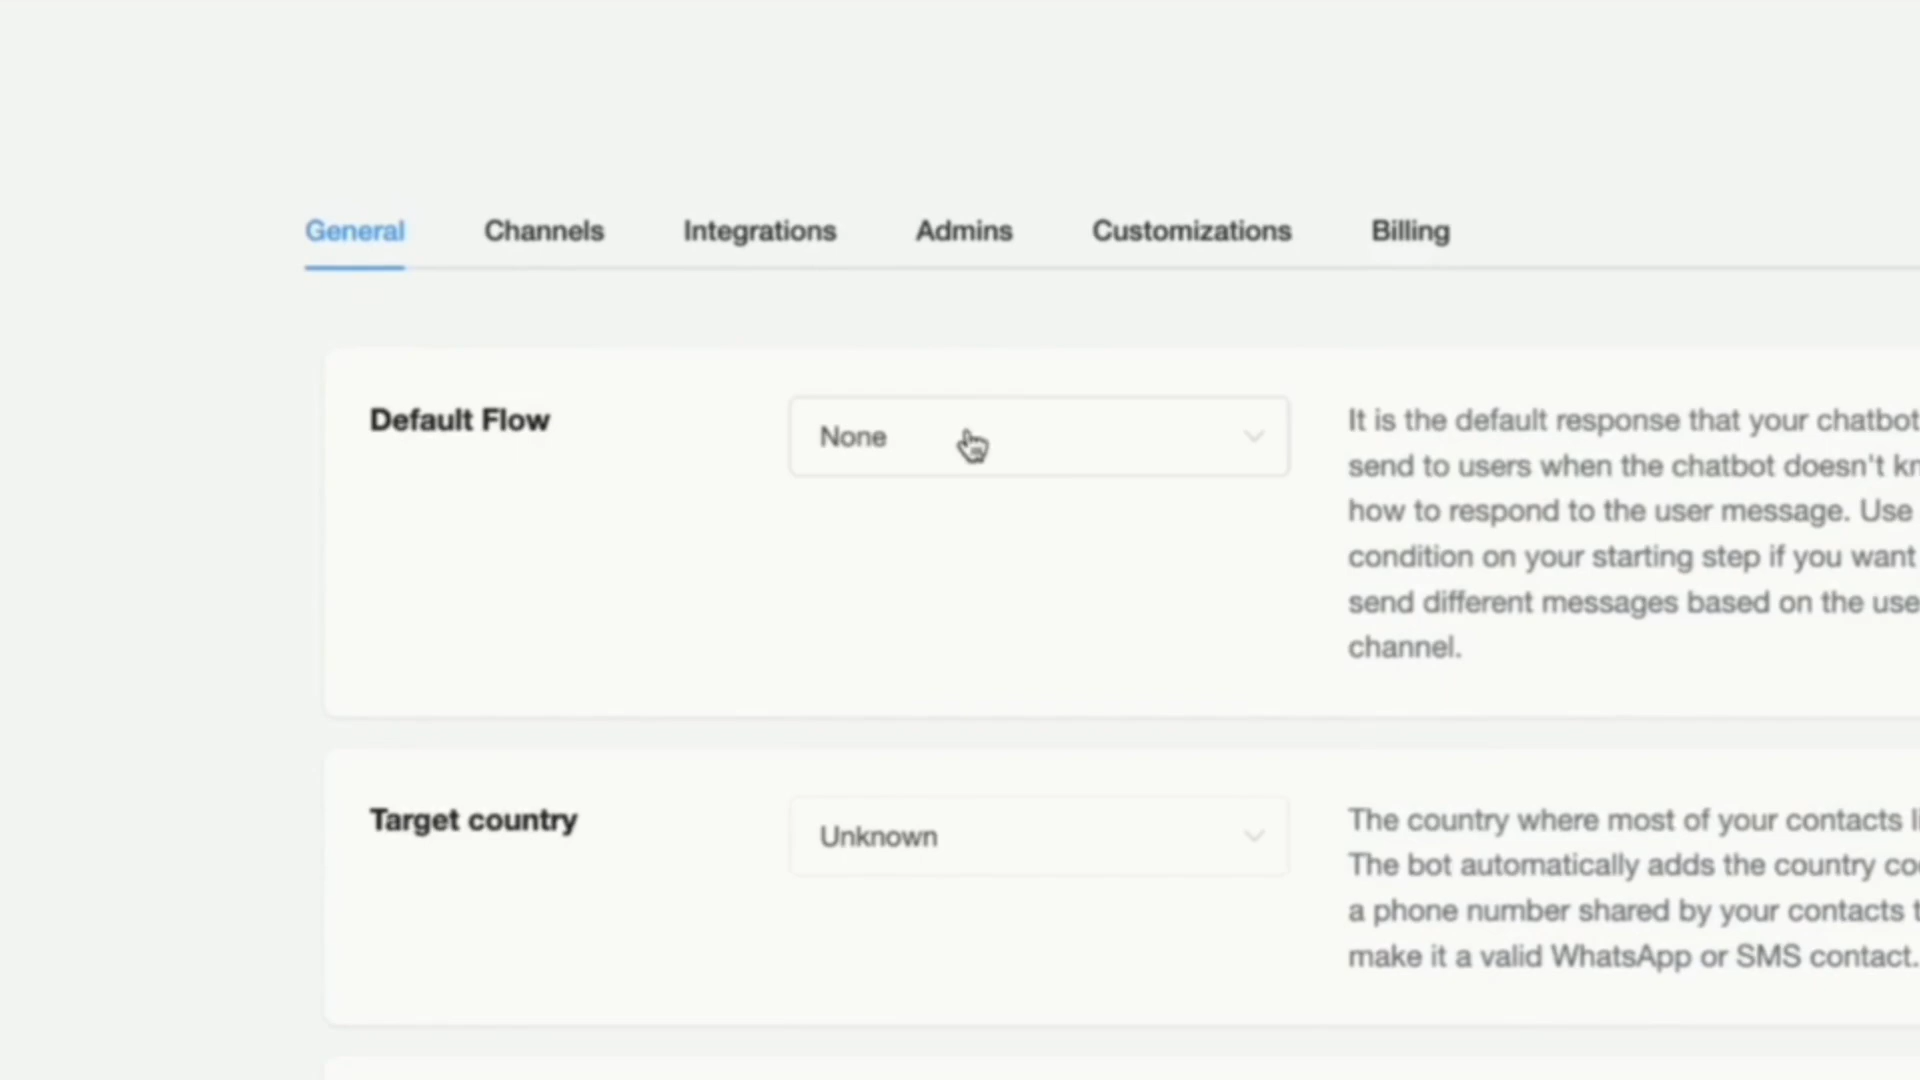 General Channels Integrations Admins Customizations Billing
Default Flow
None
It is the default response that your chatbot
send to users when the chatbot doesn't
how to respond to the user message. Use
condition on your starting step if you want
send different messages based on the
channel.
Target country
Unknown
The country where most of your contacts
The bot automatically adds the country
a phone number shared by your contacts
make it a valid WhatsApp or SMS contact.